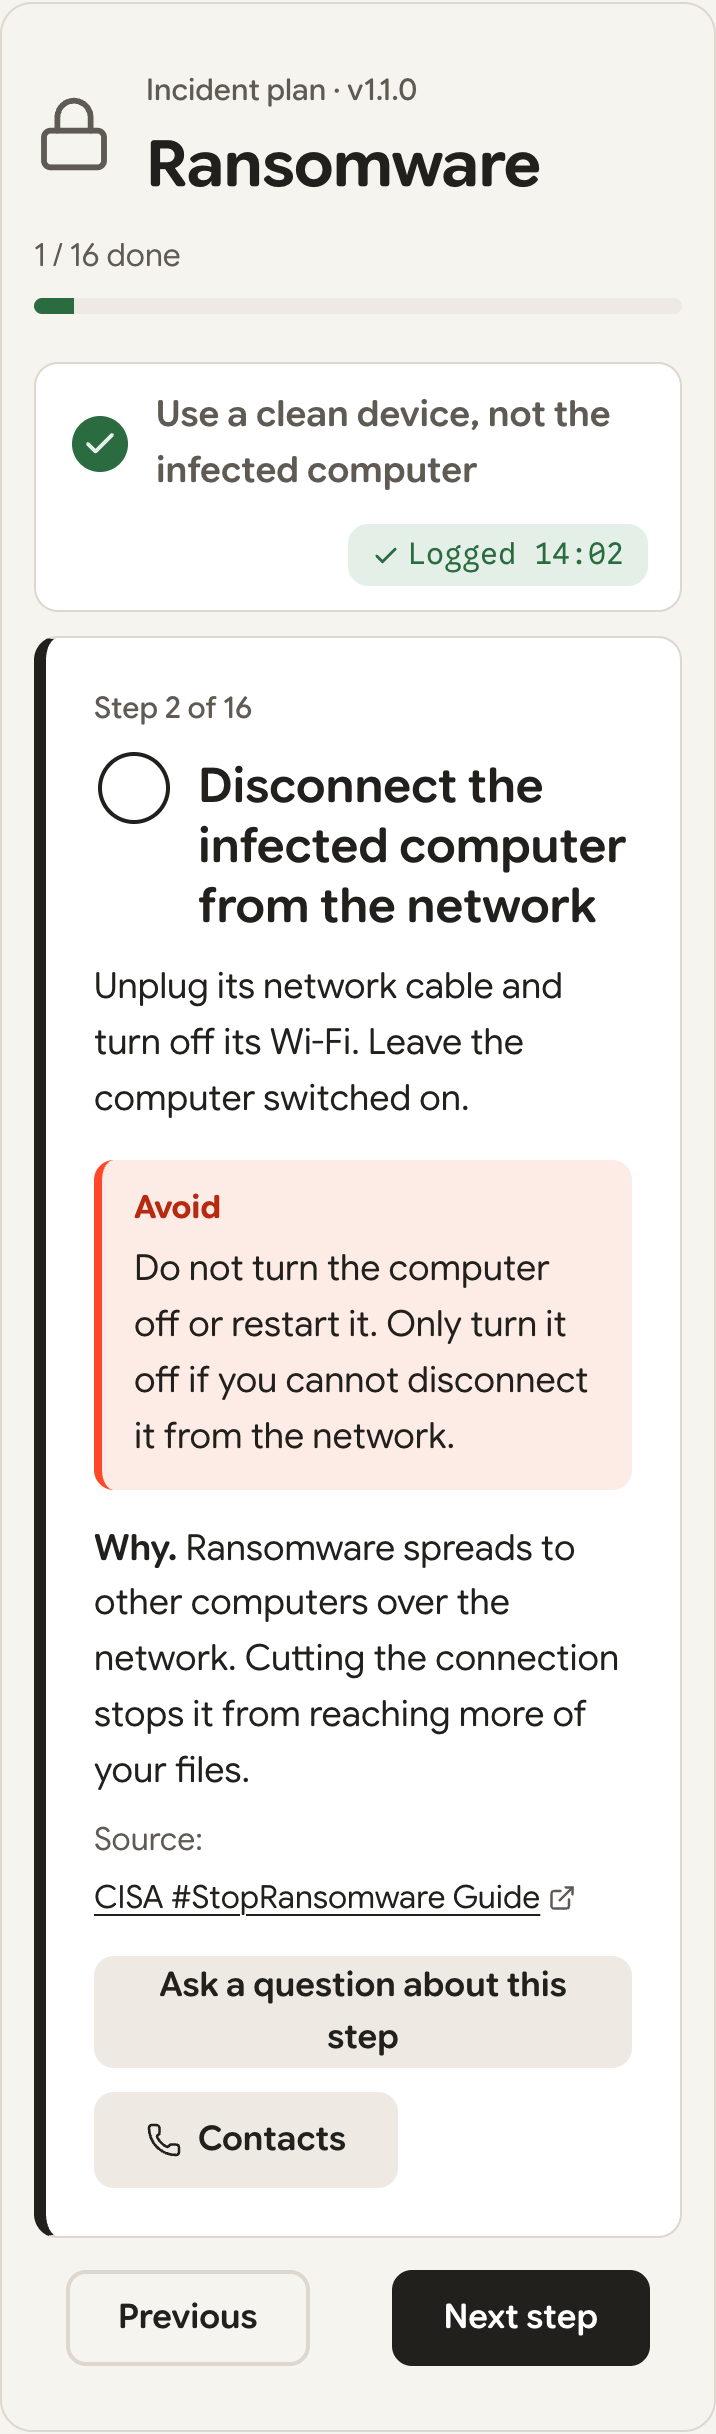 Incident plan · v1.1.0
Ransomware
1 / 16 done
Use a clean device, not the
infected computer
Logged 14:02
Step 2 of 16
Disconnect the
infected computer
from the network
Unplug its network cable and
turn off its Wi-Fi. Leave the
computer switched on.
Avoid
Do not turn the computer
off or restart it. Only turn it
off if you cannot disconnect
it from the network.
Why. Ransomware spreads to
other computers over the
network. Cutting the connection
stops it from reaching more of
your files.
Source:
CISA #StopRansomware Guide
Ask a question about this
step
Contacts
Previous
Next step